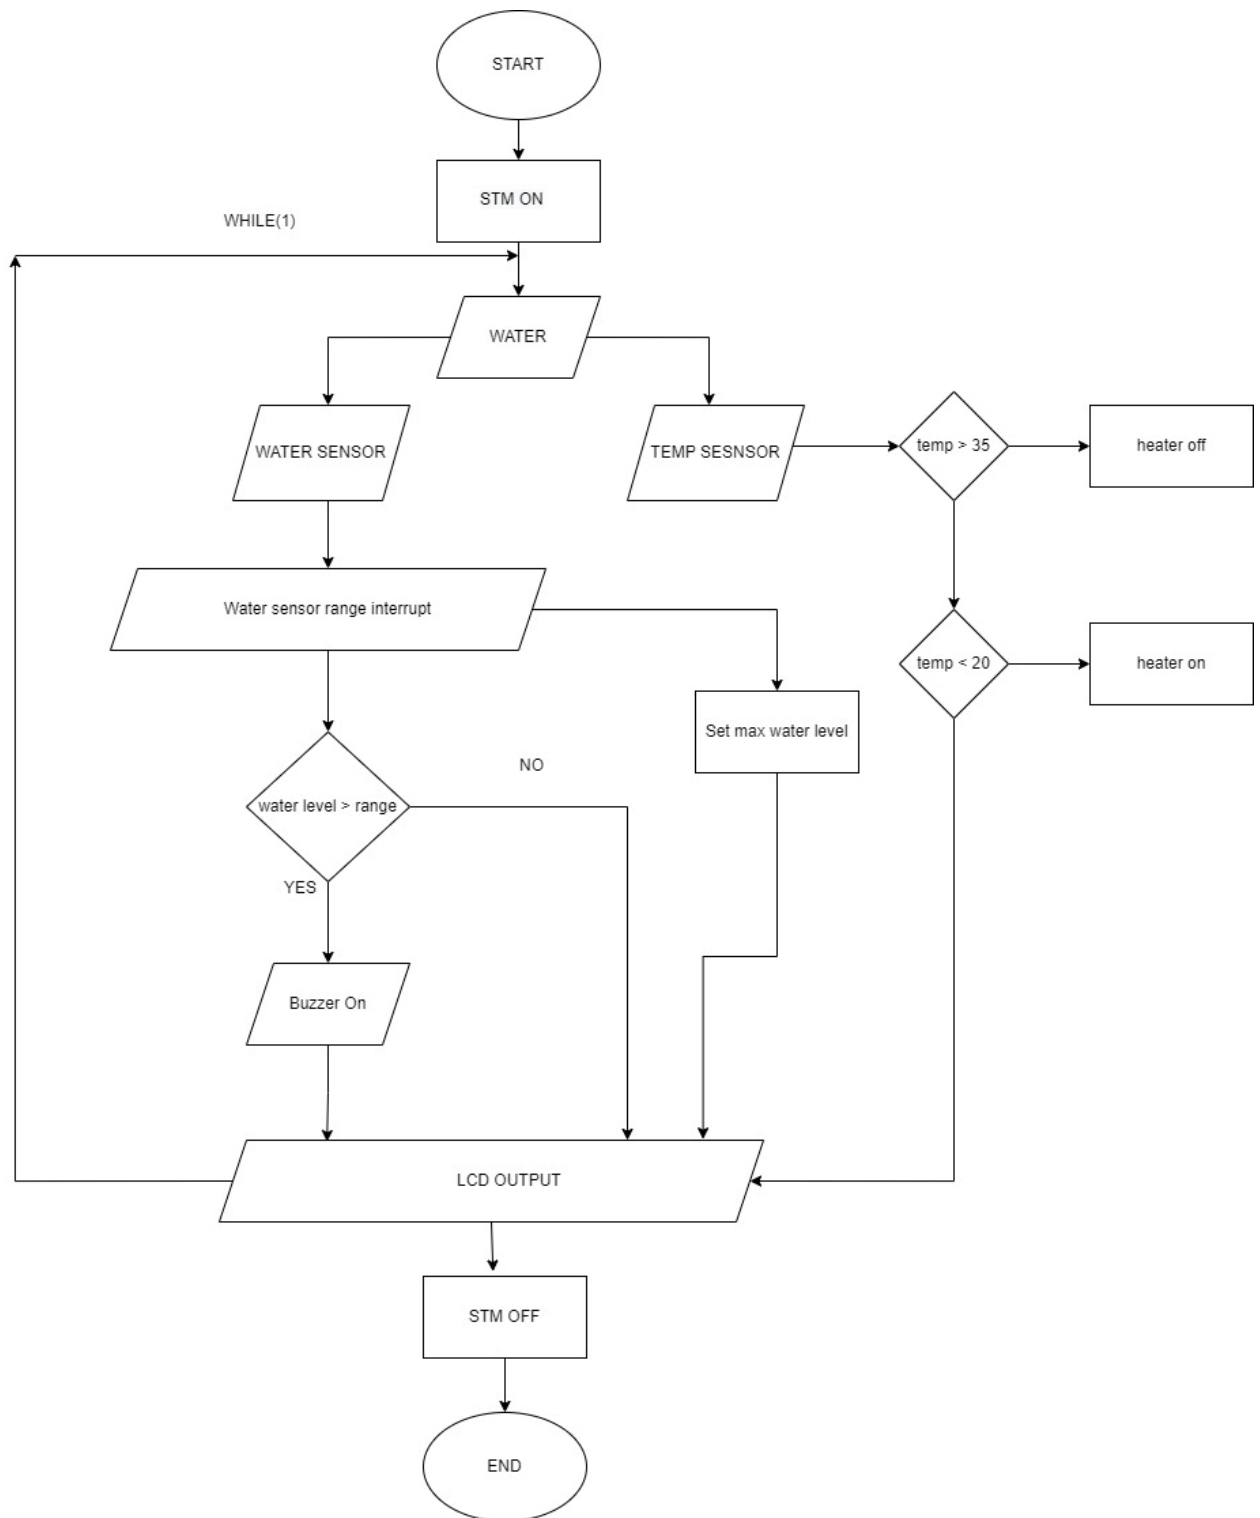 START
STM ON
WHILE(1)
WATER
WATER SENSOR
TEMP SESNSOR
temp > 35
heater off
Water sensor range interrupt
temp < 20
heater on
Set max water level
NO
water level > range
YES
Buzzer On
LCD OUTPUT
STM OFF
END